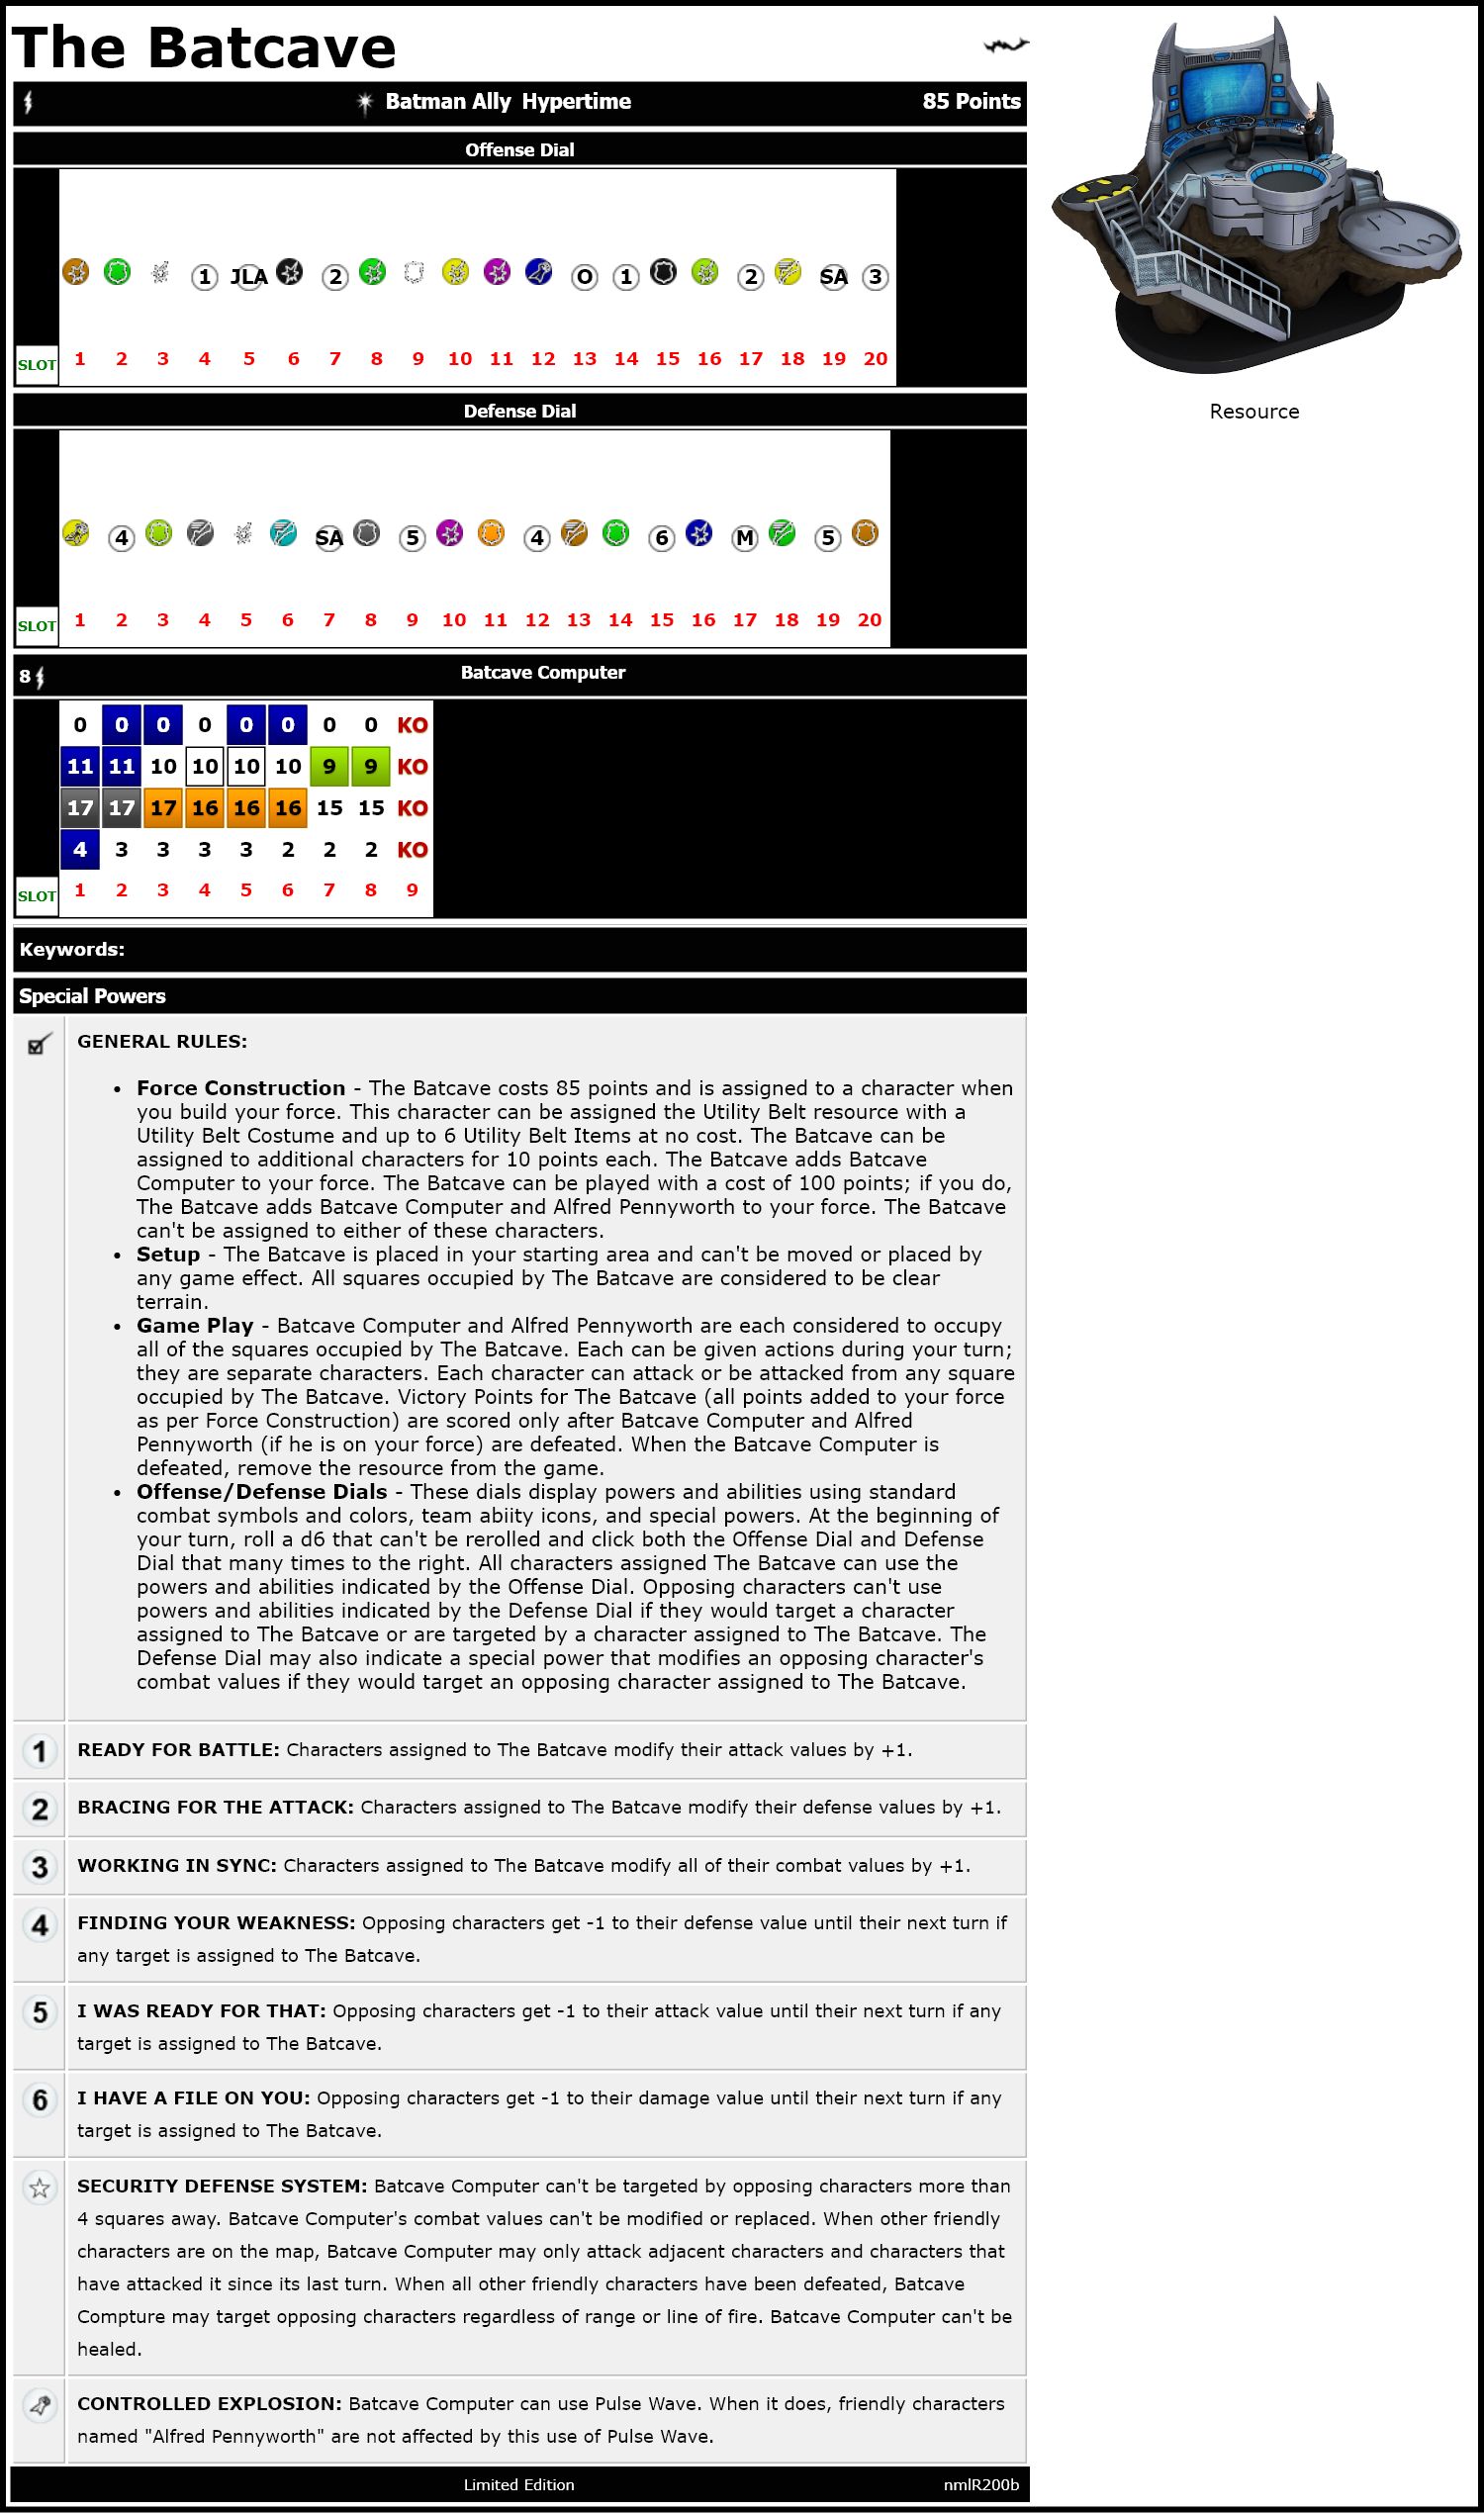 The Batcave
Batman Ally Hypertime 85 Points
Offense Dial
1 JLA 2 O 1 2 SA 3
SLOT 1 2 3 4 5 6 7 8 9 10 11 12 13 14 15 16 17 18 19 20
Resource
Defense Dial
4 SA 5 4 6 M 5
SLOT 1 2 3 4 5 6 7 8 9 10 11 12 13 14 15 16 17 18 19 20
8 Batcave Computer
0 0 0 0 0 0 0 0 KO
11 11 10 10 10 10 9 9 KO
17 17 17 16 16 16 15 15 KO
4 3 3 3 3 2 2 2 KO
SLOT 1 2 3 4 5 6 7 8 9
Keywords:
Special Powers
GENERAL RULES:
• Force Construction - The Batcave costs 85 points and is assigned to a character when
you build your force. This character can be assigned the Utility Belt resource with a
Utility Belt Costume and up to 6 Utility Belt Items at no cost. The Batcave can be
assigned to additional characters for 10 points each. The Batcave adds Batcave
Computer to your force. The Batcave can be played with a cost of 100 points; if you do,
The Batcave adds Batcave Computer and Alfred Pennyworth to your force. The Batcave
can't be assigned to either of these characters.
• Setup - The Batcave is placed in your starting area and can't be moved or placed by
any game effect. All squares occupied by The Batcave are considered to be clear
terrain.
• Game Play - Batcave Computer and Alfred Pennyworth are each considered to occupy
all of the squares occupied by The Batcave. Each can be given actions during your turn;
they are separate characters. Each character can attack or be attacked from any square
occupied by The Batcave. Victory Points for The Batcave (all points added to your force
as per Force Construction) are scored only after Batcave Computer and Alfred
Pennyworth (if he is on your force) are defeated. When the Batcave Computer is
defeated, remove the resource from the game.
• Offense/Defense Dials - These dials display powers and abilities using standard
combat symbols and colors, team abiity icons, and special powers. At the beginning of
your turn, roll a d6 that can't be rerolled and click both the Offense Dial and Defense
Dial that many times to the right. All characters assigned The Batcave can use the
powers and abilities indicated by the Offense Dial. Opposing characters can't use
powers and abilities indicated by the Defense Dial if they would target a character
assigned to The Batcave or are targeted by a character assigned to The Batcave. The
Defense Dial may also indicate a special power that modifies an opposing character's
combat values if they would target an opposing character assigned to The Batcave.
1 READY FOR BATTLE: Characters assigned to The Batcave modify their attack values by +1.
2 BRACING FOR THE ATTACK: Characters assigned to The Batcave modify their defense values by +1.
3 WORKING IN SYNC: Characters assigned to The Batcave modify all of their combat values by +1.
4 FINDING YOUR WEAKNESS: Opposing characters get -1 to their defense value until their next turn if
any target is assigned to The Batcave.
5 I WAS READY FOR THAT: Opposing characters get -1 to their attack value until their next turn if any
target is assigned to The Batcave.
6 I HAVE A FILE ON YOU: Opposing characters get -1 to their damage value until their next turn if any
target is assigned to The Batcave.
SECURITY DEFENSE SYSTEM: Batcave Computer can't be targeted by opposing characters more than
4 squares away. Batcave Computer's combat values can't be modified or replaced. When other friendly
characters are on the map, Batcave Computer may only attack adjacent characters and characters that
have attacked it since its last turn. When all other friendly characters have been defeated, Batcave
Compture may target opposing characters regardless of range or line of fire. Batcave Computer can't be
healed.
CONTROLLED EXPLOSION: Batcave Computer can use Pulse Wave. When it does, friendly characters
named "Alfred Pennyworth" are not affected by this use of Pulse Wave.
Limited Edition nmlR200b